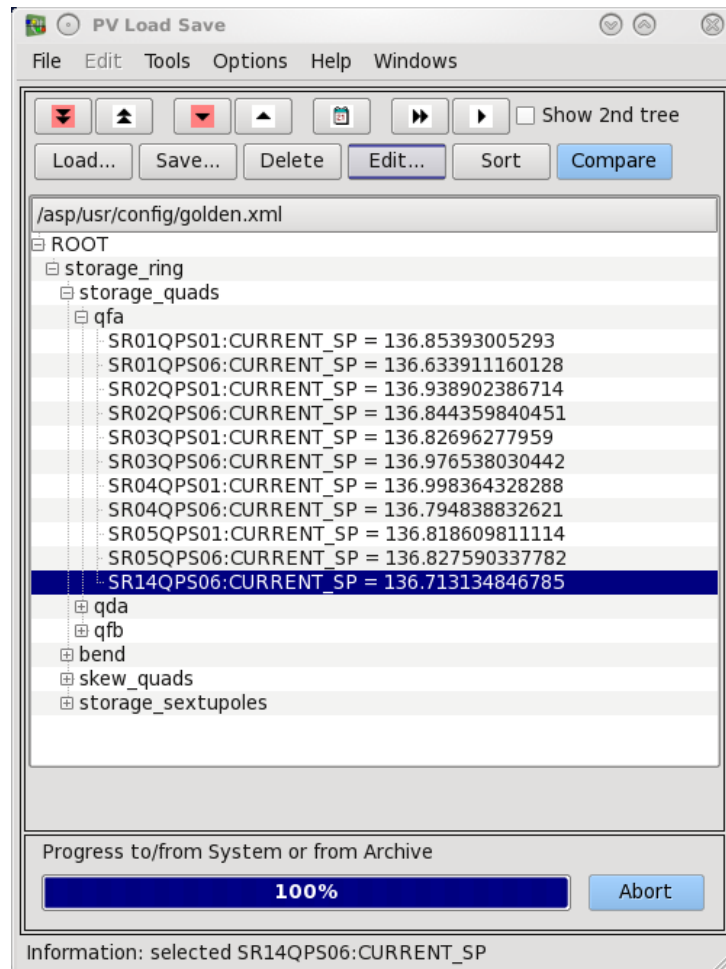 PV Load Save
File Edit Tools Options Help Windows
Show 2nd tree
Load... Save... Delete Edit... Sort Compare
/asp/usr/config/golden.xml
ROOT
storage_ring
storage_quads
qfa
SR01QPS01:CURRENT_SP = 136.85393005293
SR01QPS06:CURRENT_SP = 136.633911160128
SR02QPS01:CURRENT_SP = 136.938902386714
SR02QPS06:CURRENT_SP = 136.844359840451
SR03QPS01:CURRENT_SP = 136.82696277959
SR03QPS06:CURRENT_SP = 136.976538030442
SR04QPS01:CURRENT_SP = 136.998364328288
SR04QPS06:CURRENT_SP = 136.794838832621
SR05QPS01:CURRENT_SP = 136.818609811114
SR05QPS06:CURRENT_SP = 136.827590337782
SR14QPS06:CURRENT_SP = 136.713134846785
qda
qfb
bend
skew_quads
storage_sextupoles
Progress to/from System or from Archive
100% Abort
Information: selected SR14QPS06:CURRENT_SP